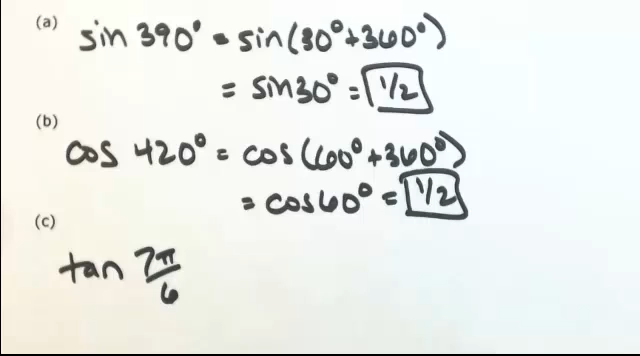 (a) sin 390° = sin(30°+360°)
= sin30° = 1/2
(b)
cos 420° = cos(60°+360°)
= cos60° = 1/2
(c)
tan 7π/6